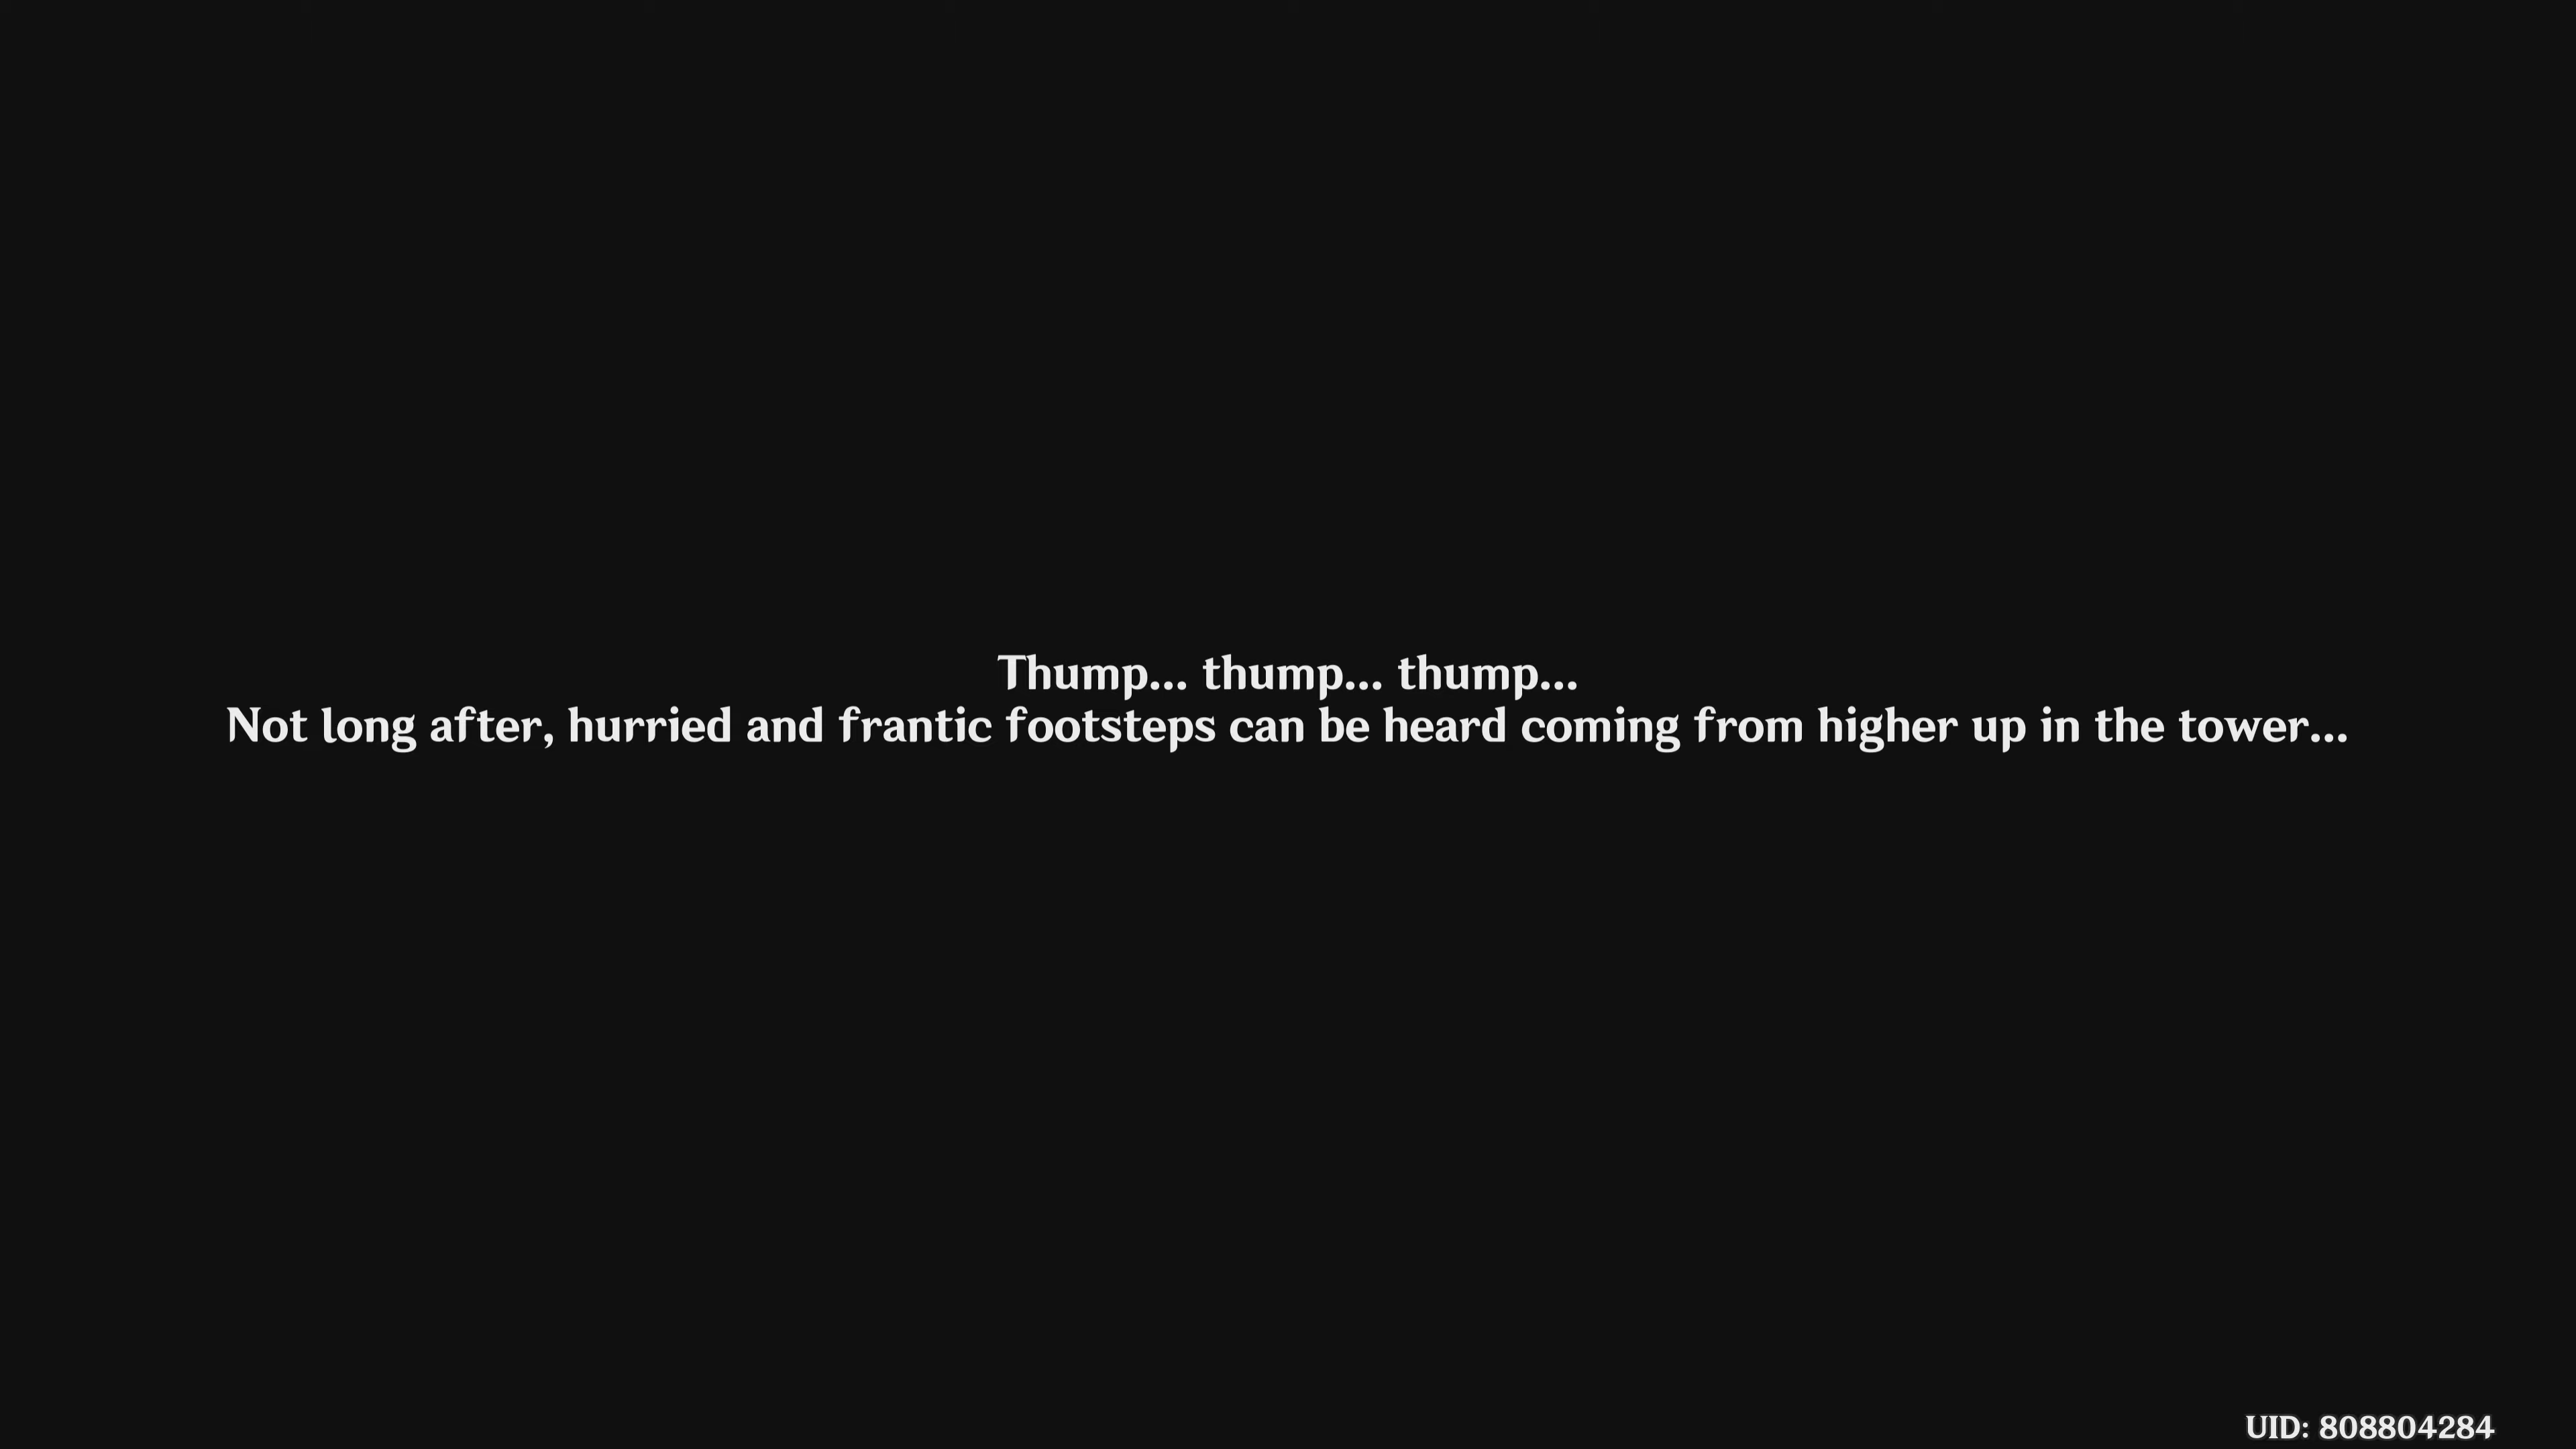 Thump... thump... thump...
Not long after, hurried and frantic footsteps can be heard coming from higher up in the tower...
UID: 808804284